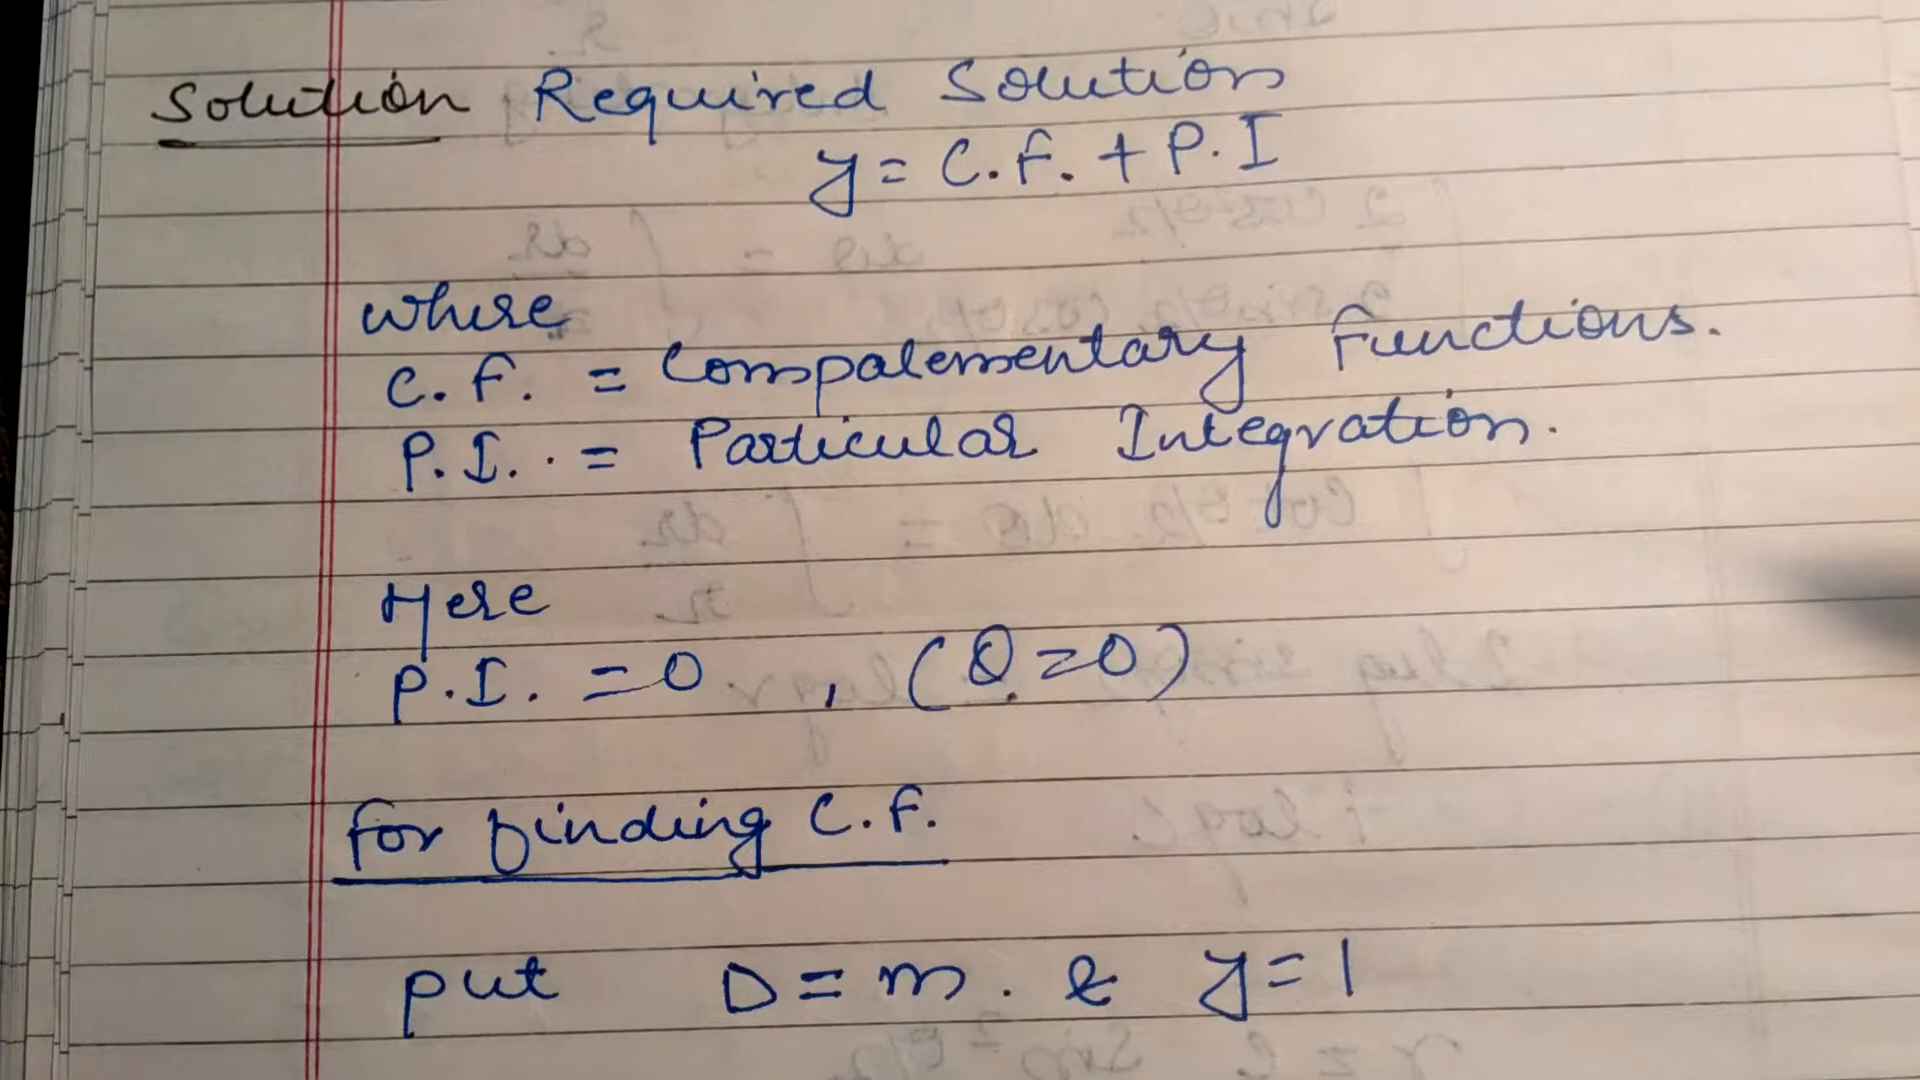 Solution Required Solution
y = C.F. + P.I
where
C.F. = Compalementary Functions.
P.I. . = Particular Integration.
Here
P.I. = 0 , (Q = 0)
for finding C.F.
put D = m . & y = 1